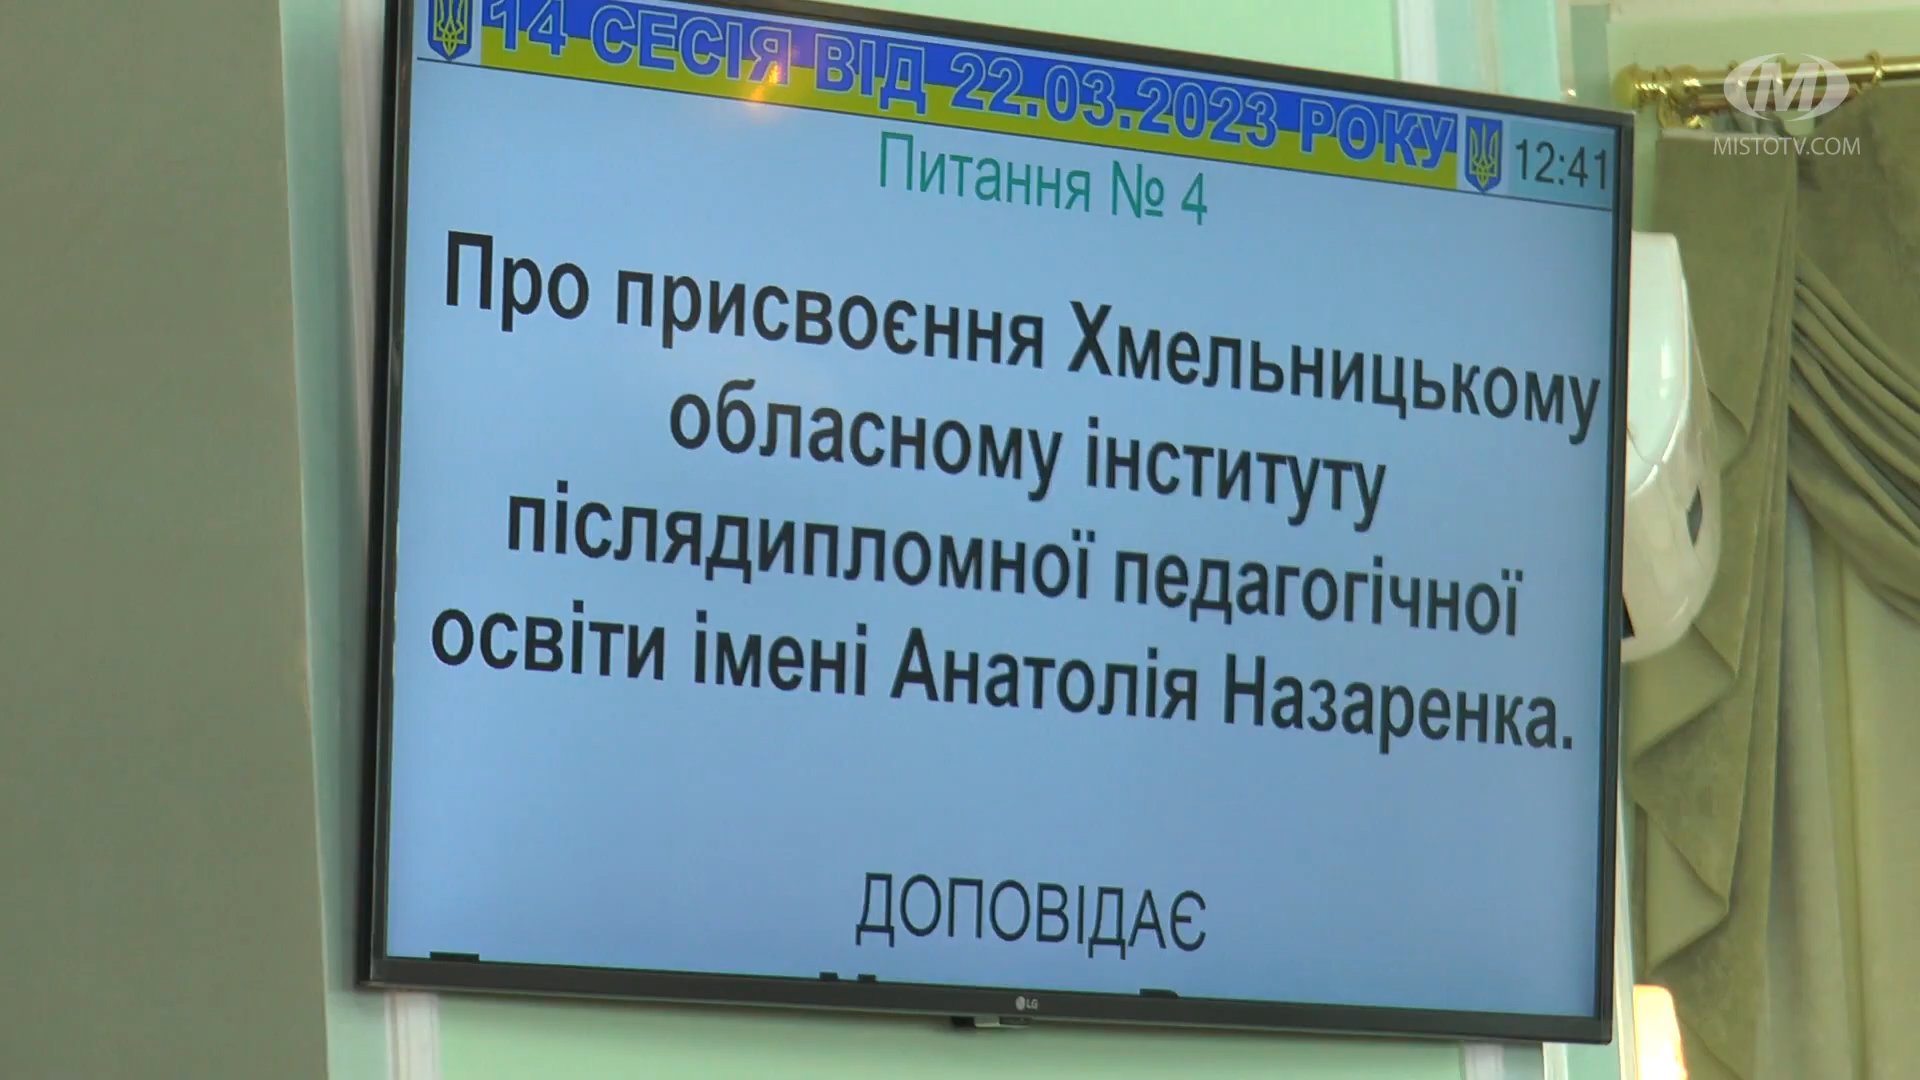 14 СЕСІЯ ВІД 22.03.2023 РОКУ
12:41
MISTOTV.COM
Питання № 4
Про присвоєння Хмельницькому
обласному інституту
післядипломної педагогічної
освіти імені Анатолія Назаренка.
ДОПОВІДАЄ
LG